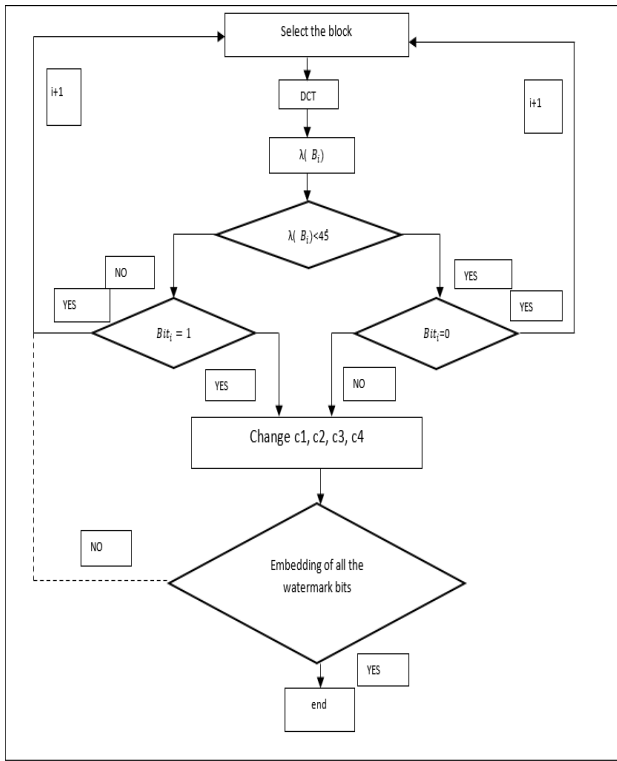 Select the block
i+1
i+1
DCT
λ( 𝐵ᵢ)
λ( 𝐵ᵢ)<45
NO
YES
YES
YES
𝐵𝑖𝑡ᵢ = 1
𝐵𝑖𝑡ᵢ=0
YES
NO
Change c1, c2, c3, c4
NO
Embedding of all the
watermark bits
YES
end